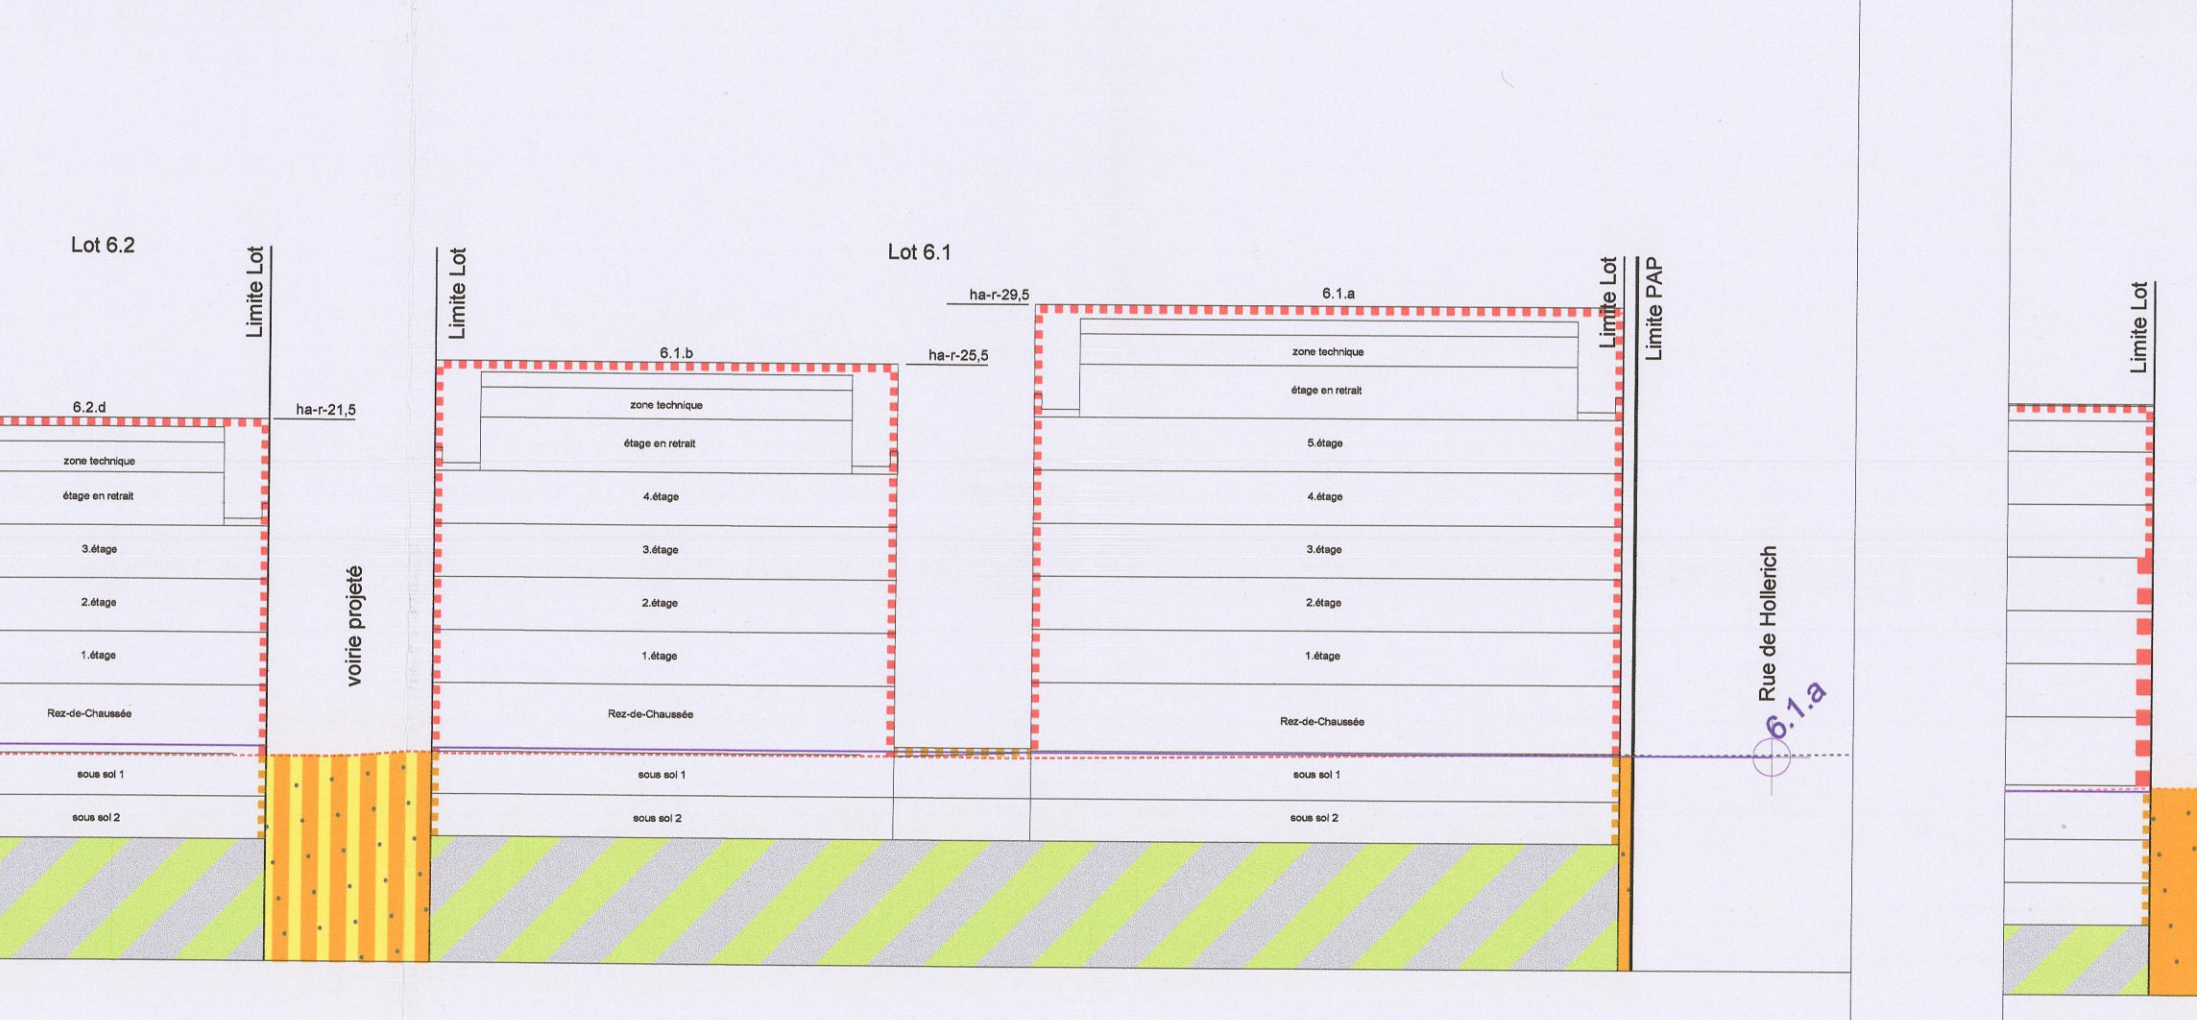 Lot 6.2
Limite Lot
Limite Lot
Lot 6.1
Limite Lot
Limite PAP
Limite Lot
ha-r-29,5
6.1.a
6.1.b
ha-r-25,5
6.2.d
ha-r-21,5
zone technique
étage en retrait
3.étage
2.étage
1.étage
Rez-de-Chaussée
sous sol 1
sous sol 2
voirie projeté
zone technique
étage en retrait
4.étage
3.étage
2.étage
1.étage
Rez-de-Chaussée
sous sol 1
sous sol 2
zone technique
étage en retrait
5.étage
4.étage
3.étage
2.étage
1.étage
Rez-de-Chaussée
sous sol 1
sous sol 2
Rue de Hollerich
6.1.a